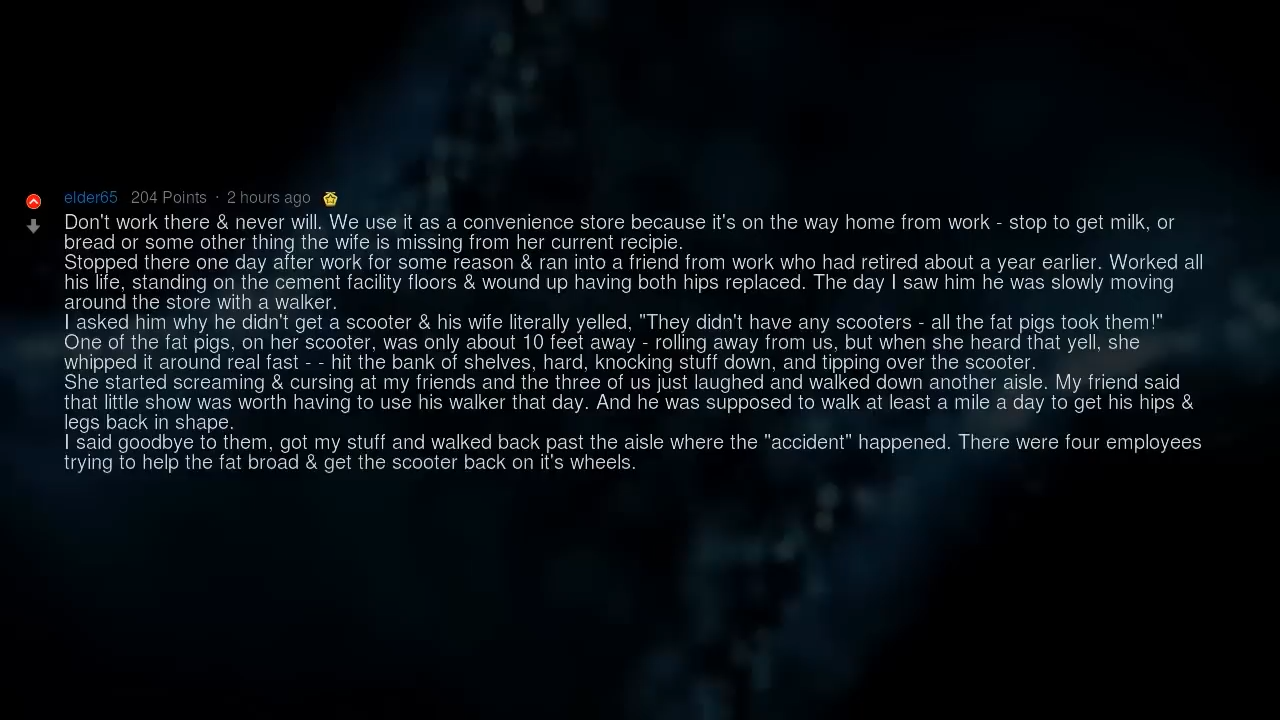 elder65 204 Points · 2 hours ago
Don't work there & never will. We use it as a convenience store because it's on the way home from work - stop to get milk, or
bread or some other thing the wife is missing from her current recipie.
Stopped there one day after work for some reason & ran into a friend from work who had retired about a year earlier. Worked all
his life, standing on the cement facility floors & wound up having both hips replaced. The day I saw him he was slowly moving
around the store with a walker.
I asked him why he didn't get a scooter & his wife literally yelled, "They didn't have any scooters - all the fat pigs took them!"
One of the fat pigs, on her scooter, was only about 10 feet away - rolling away from us, but when she heard that yell, she
whipped it around real fast - - hit the bank of shelves, hard, knocking stuff down, and tipping over the scooter.
She started screaming & cursing at my friends and the three of us just laughed and walked down another aisle. My friend said
that little show was worth having to use his walker that day. And he was supposed to walk at least a mile a day to get his hips &
legs back in shape.
I said goodbye to them, got my stuff and walked back past the aisle where the "accident" happened. There were four employees
trying to help the fat broad & get the scooter back on it's wheels.